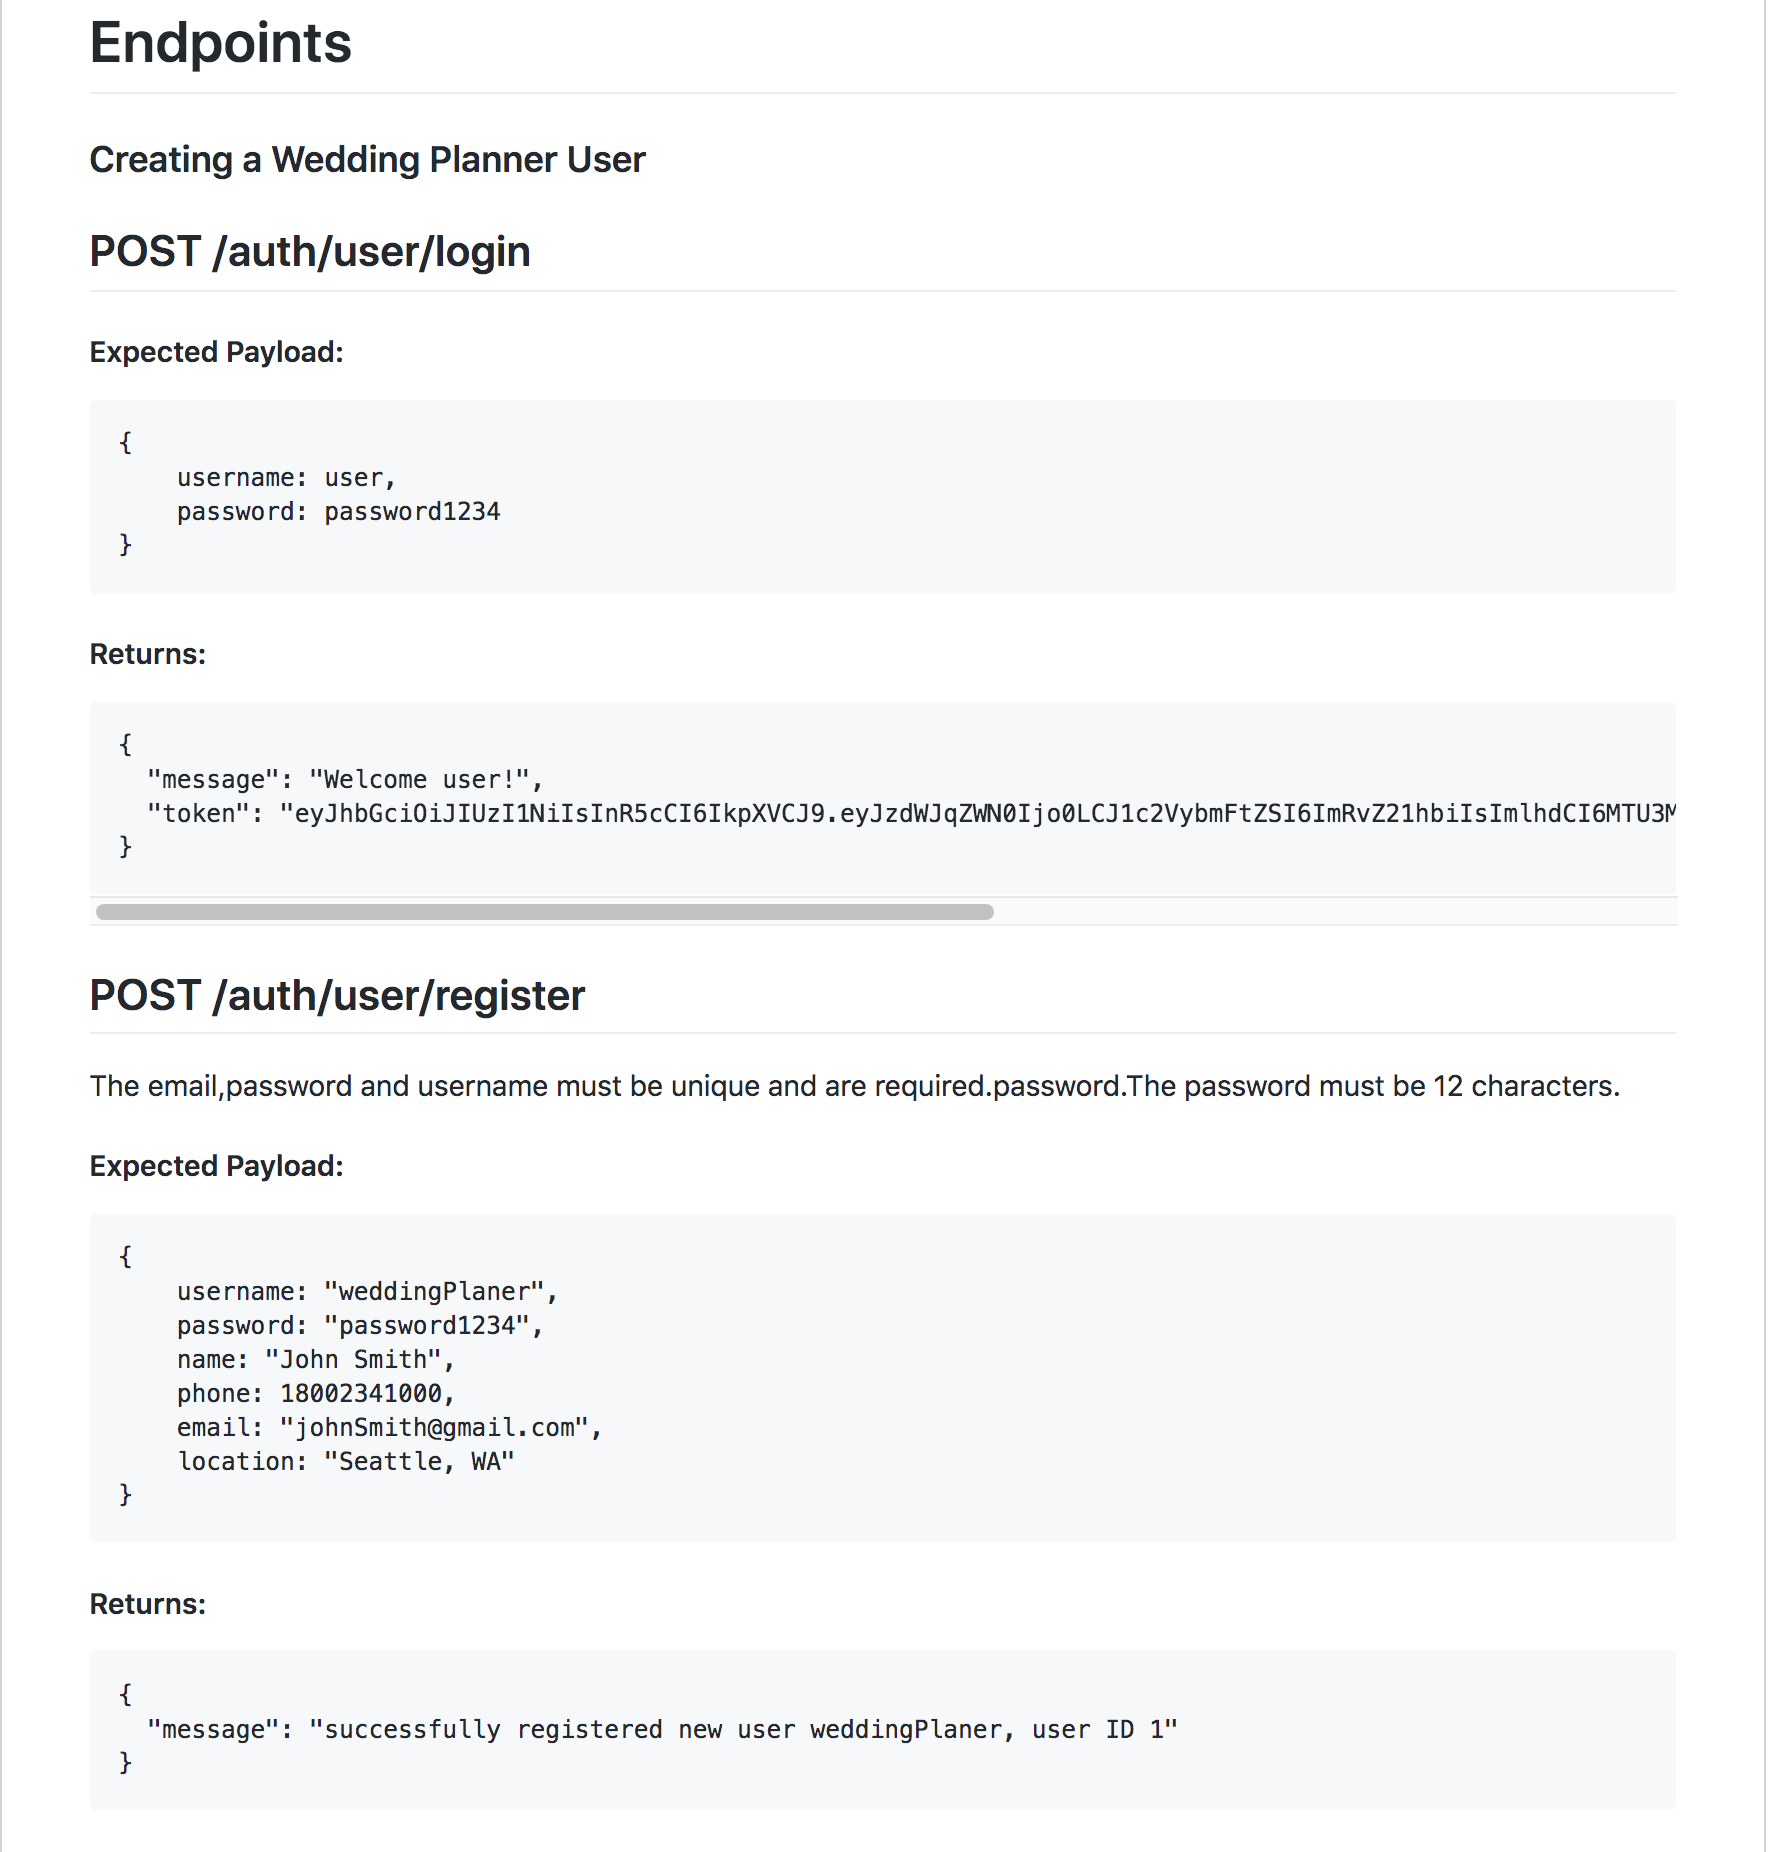 Endpoints
Creating a Wedding Planner User
POST /auth/user/login
Expected Payload:
{
    username: user,
    password: password1234
}
Returns:
{
  "message": "Welcome user!",
  "token": "eyJhbGciOiJIUzI1NiIsInR5cCI6IkpXVCJ9.eyJzdWJqZWN0Ijo0LCJ1c2VybmFtZSI6ImRvZ21hbiIsImlhdCI6MTU3M
}
POST /auth/user/register
The email,password and username must be unique and are required.password.The password must be 12 characters.
Expected Payload:
{
    username: "weddingPlaner",
    password: "password1234",
    name: "John Smith",
    phone: 18002341000,
    email: "johnSmith@gmail.com",
    location: "Seattle, WA"
}
Returns:
{
  "message": "successfully registered new user weddingPlaner, user ID 1"
}